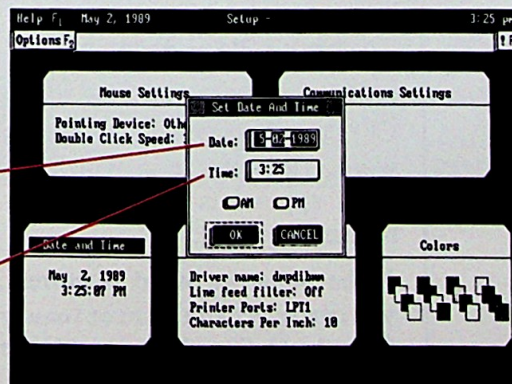 Help F1 May 2, 1989 Setup - 3:25 pm
Options F2
Mouse Settings
Pointing Device: Oth
Double Click Speed:
Communications Settings
Set Date And Time
Date: 5-02-1989
Time: 3:25
AM PM
OK CANCEL
Date and Time
May 2, 1989
3:25:07 PM
Driver name: dmpdibmm
Line feed filter: Off
Printer Ports: LPT1
Characters Per Inch: 10
Colors